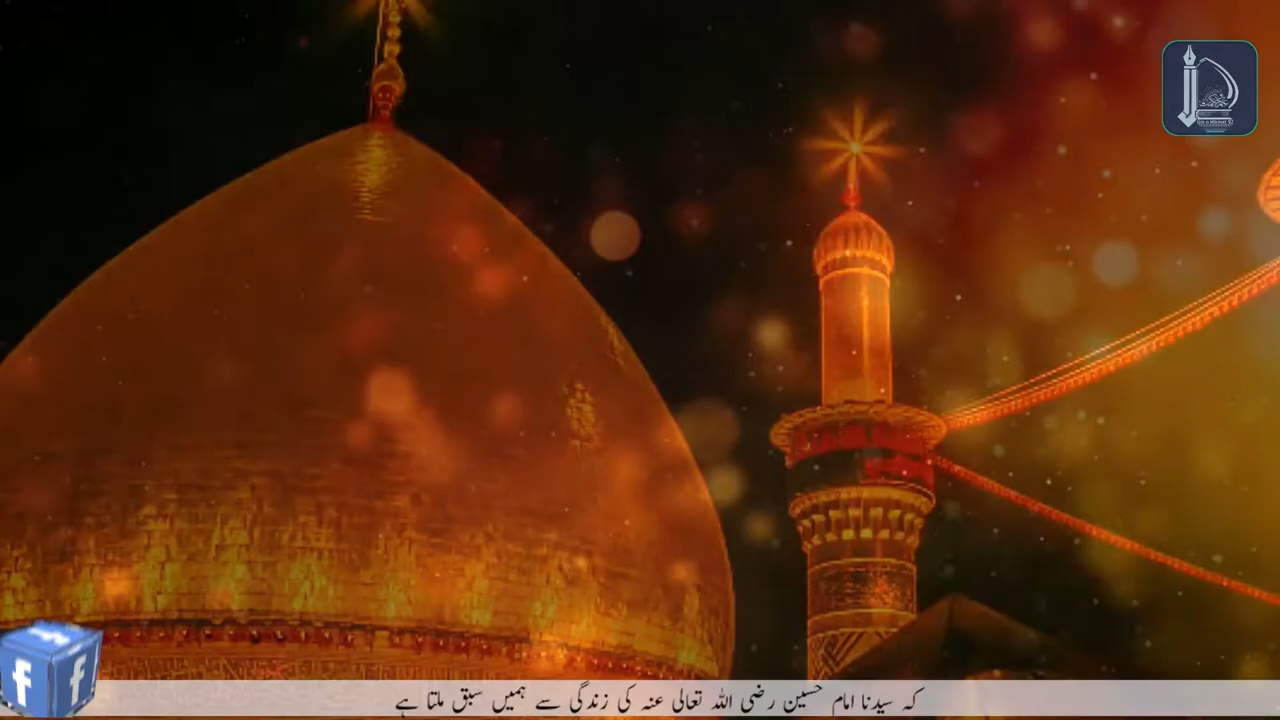 کہ سیدنا امام حسین رضی اللہ تعالی عنہ کی زندگی سے ہمیں سبق ملتا ہے